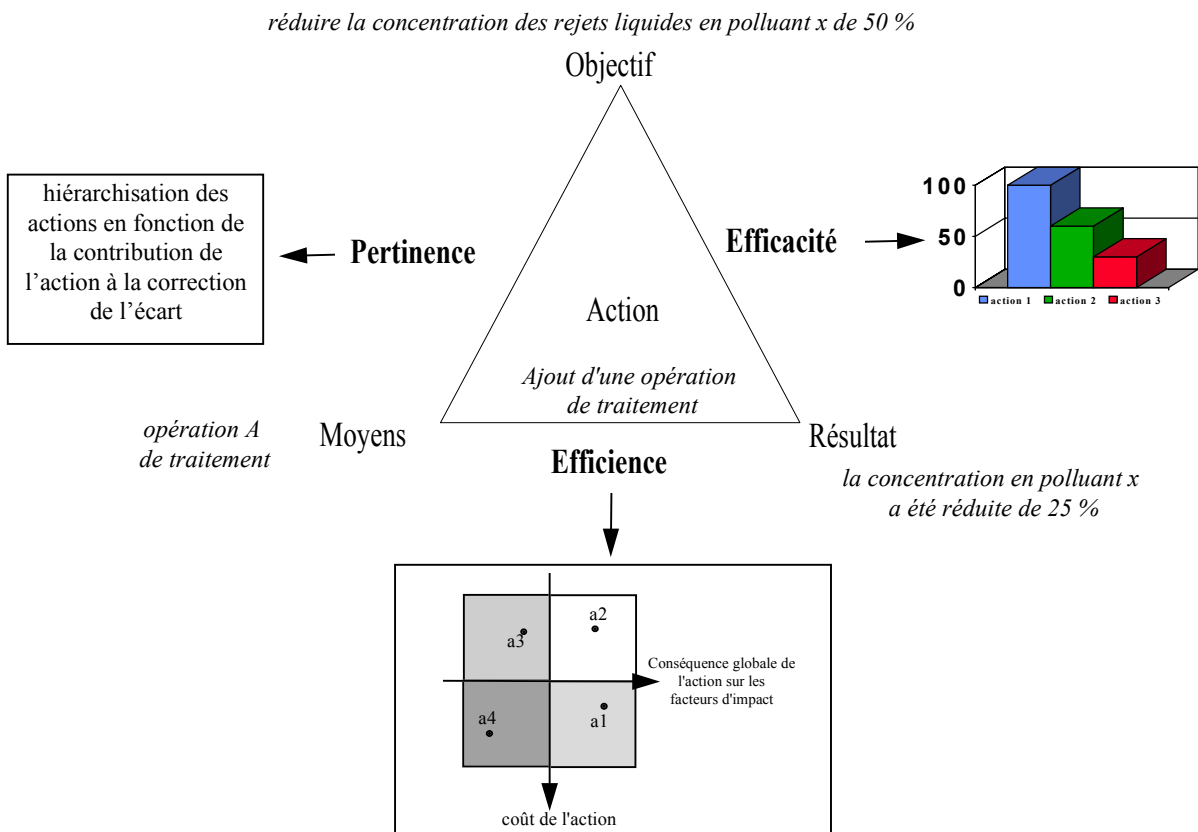 réduire la concentration des rejets liquides en polluant x de 50 %
Objectif
hiérarchisation des
actions en fonction de
la contribution de
l'action à la correction
de l'écart
Pertinence
Efficacité
100
50
0
action 1
action 2
action 3
Action
Ajout d'une opération
de traitement
opération A
de traitement
Moyens
Résultat
Efficience
la concentration en polluant x
a été réduite de 25 %
a3
a2
Conséquence globale de
l'action sur les
facteurs d'impact
a4
a1
coût de l'action